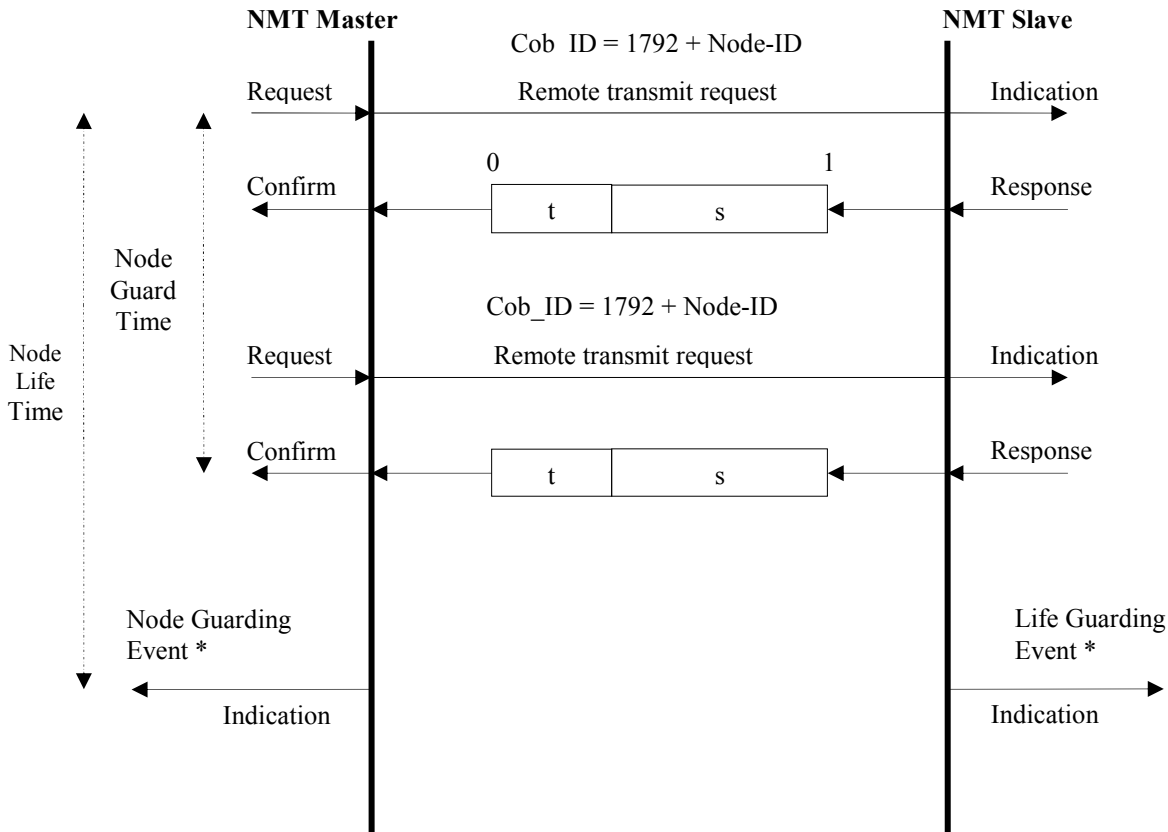 NMT Master NMT Slave
Cob ID = 1792 + Node-ID
Request Remote transmit request Indication
0 1
Confirm t s Response
Node
Guard
Time
Cob_ID = 1792 + Node-ID
Request Remote transmit request Indication
Node
Life
Time
Confirm t s Response
Node Guarding
Event *
Life Guarding
Event *
Indication Indication